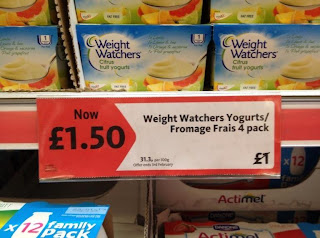 Weight
Watchers
Citrus
fruit yogurts
Weight
Watchers
Citrus
fruit yogurts
Now
£1.50
Weight Watchers Yogurts/
Fromage Frais 4 pack
£1
x12
Actimel
x12 family
Pack